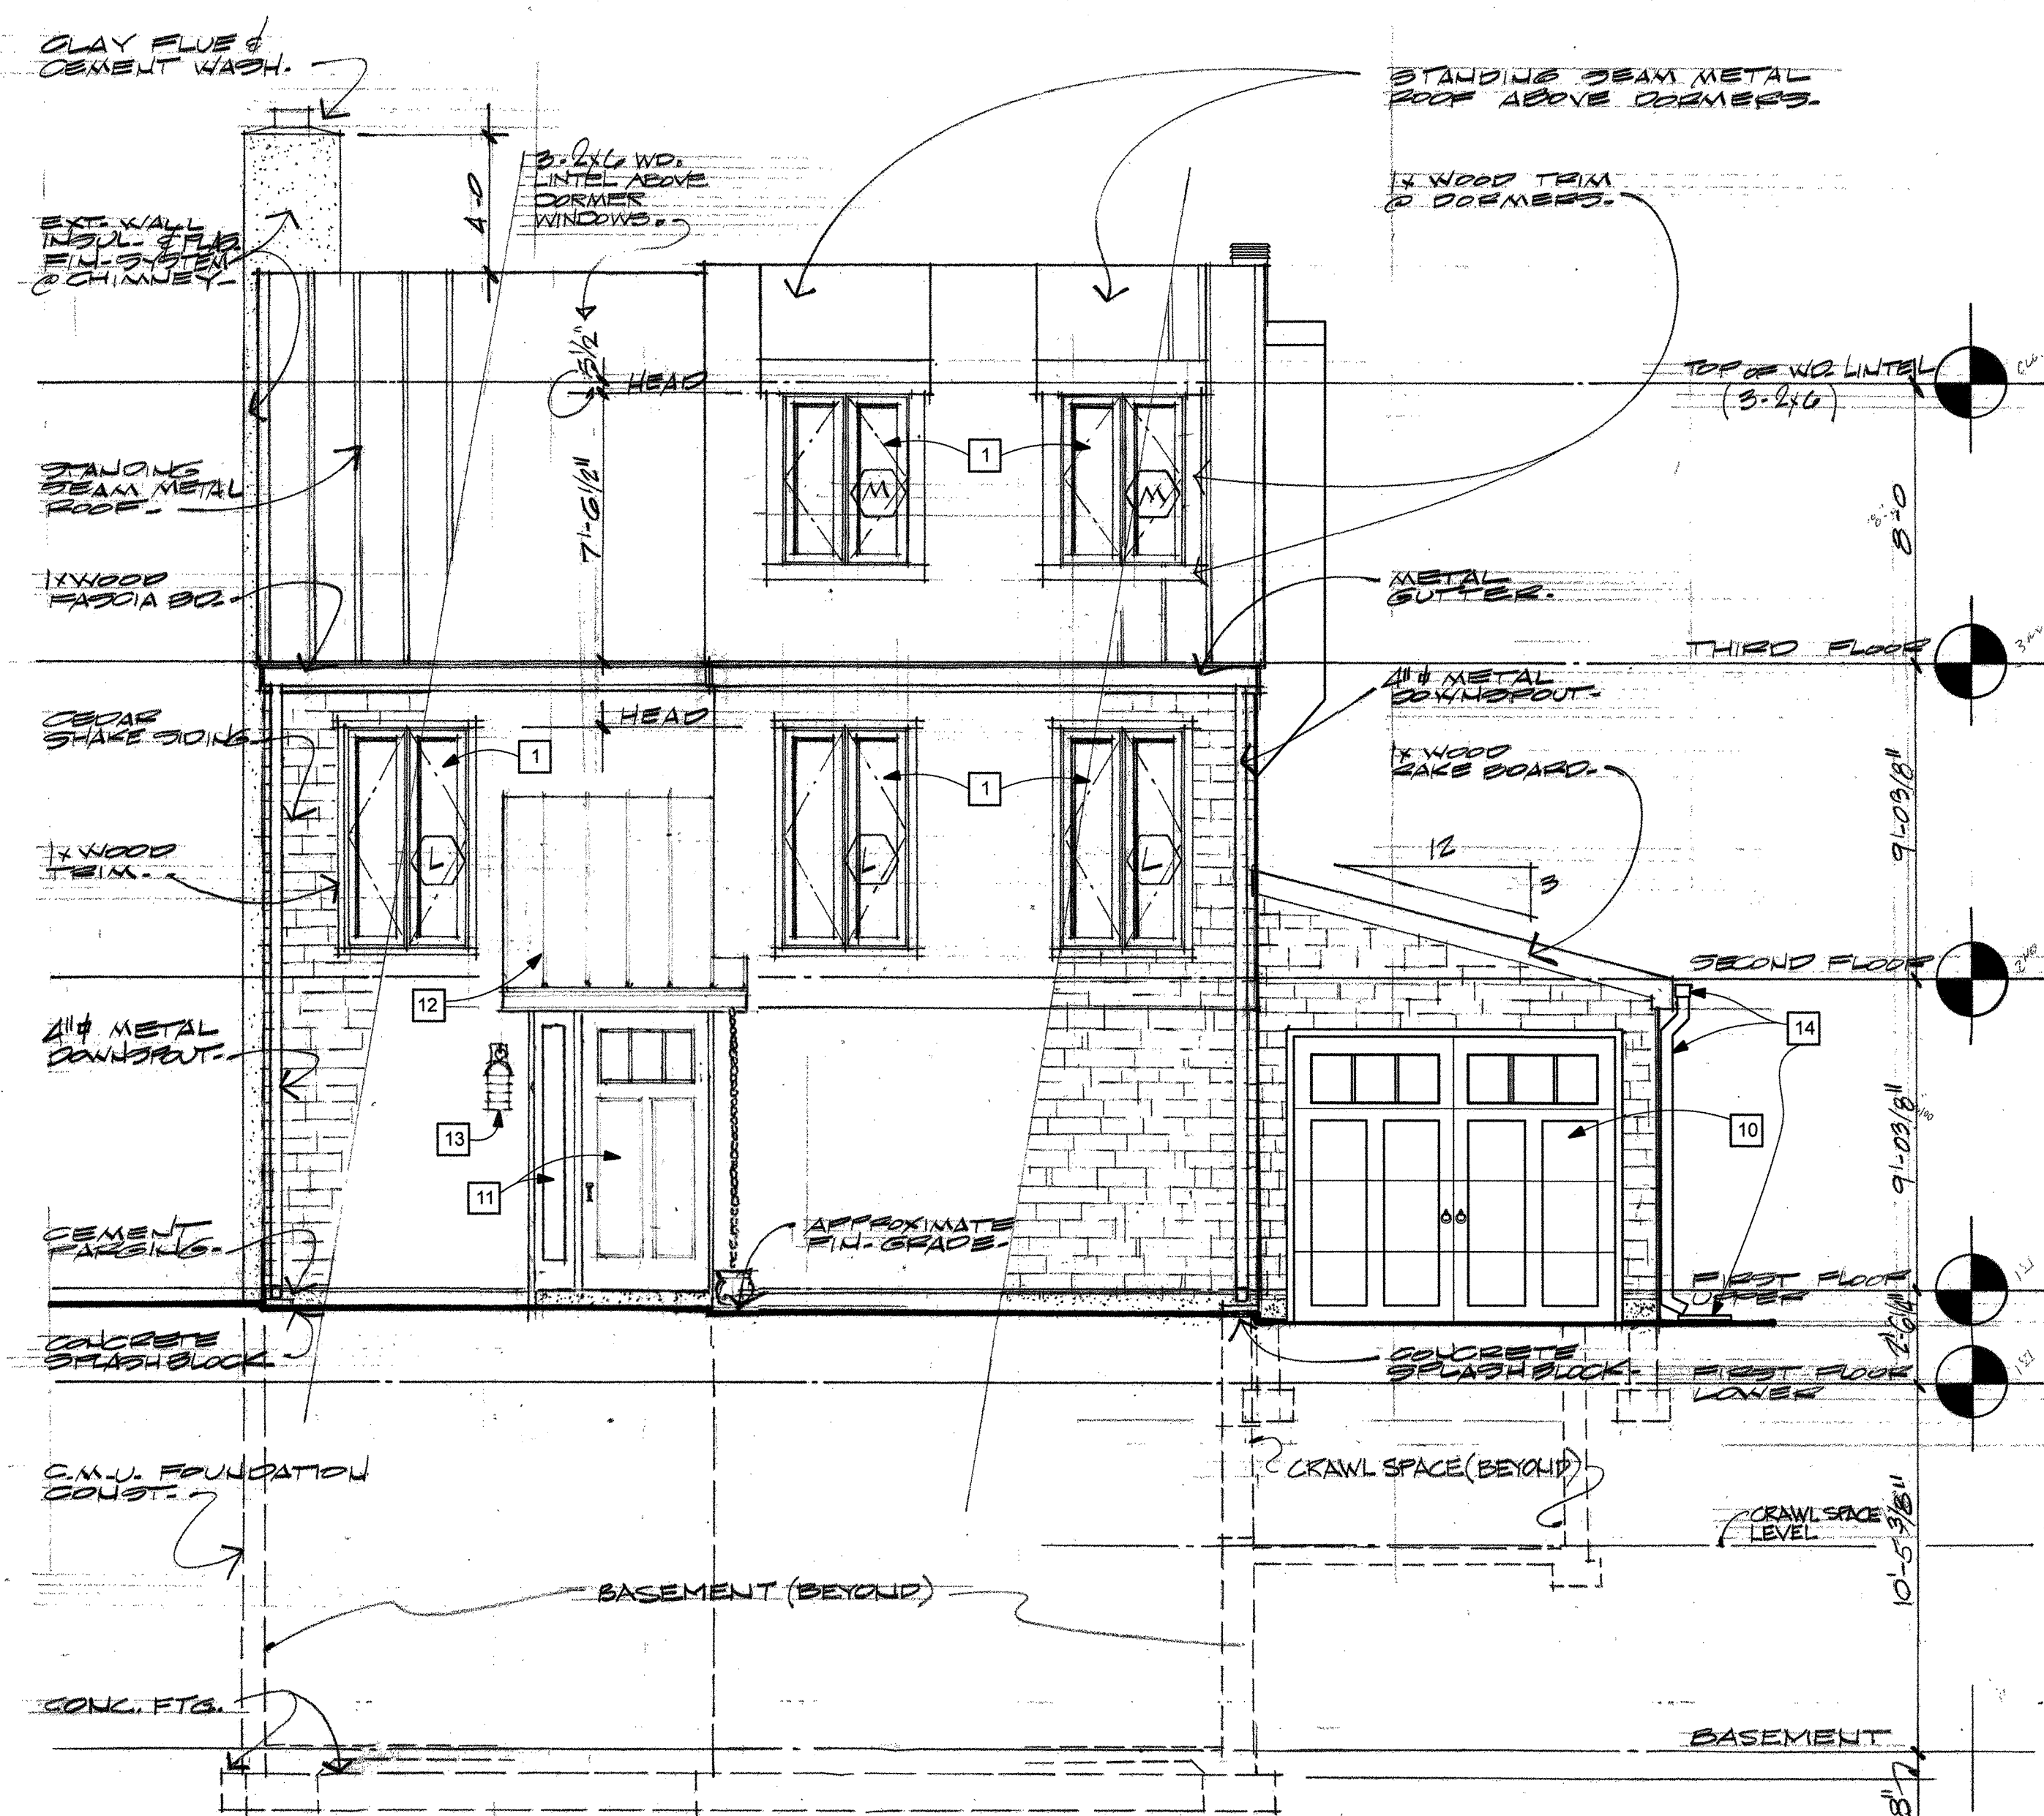 CLAY FLUE &
CEMENT WASH.
EXT. WALL
INSUL. & FLG.
FIN. SYSTEM
@ CHIMNEY
STANDING
SEAM METAL
ROOF
1x WOOD
FASCIA BD.
CEDAR
SHAKE SIDING
1x WOOD
TRIM.
4"ϕ METAL
DOWNSPOUT
CEMENT
PARGING
CONCRETE
SPLASHBLOCK
C.M.U. FOUNDATION
CONST.
CONC. FTG.
4-0
3-2x6 WD.
LINTEL ABOVE
DORMER
WINDOWS.
5 1/2"
HEAD
7'-6 1/2"
HEAD
1
M
M
1
L
1
L
L
12
13
11
APPROXIMATE
FIN. GRADE
BASEMENT (BEYOND)
STANDING SEAM METAL
ROOF ABOVE DORMERS.
1x WOOD TRIM
@ DORMERS.
METAL
GUTTER.
4"ϕ METAL
DOWNSPOUT
1x WOOD
RAKE BOARD
12
3
14
10
CONCRETE
SPLASHBLOCK
CRAWL SPACE (BEYOND)
CRAWL SPACE
LEVEL
TOP OF WD. LINTEL
(3-2x6)
8-0
THIRD FLOOR
9'-0 3/8"
SECOND FLOOR
9'-0 3/8"
FIRST FLOOR
UPPER
FIRST FLOOR
LOWER
10'-5 3/8"
BASEMENT